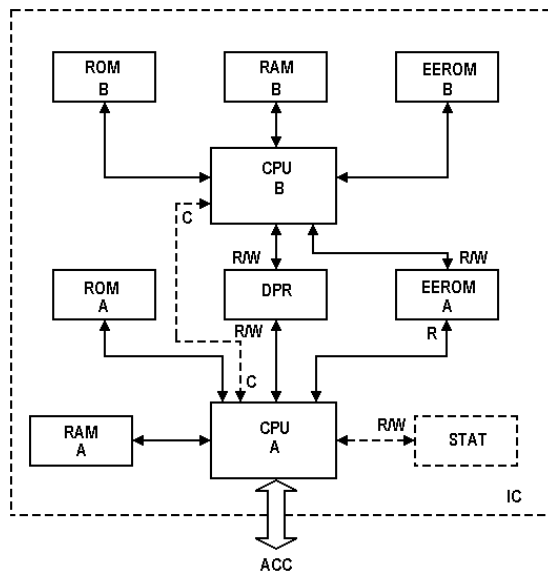 ROM
B
RAM
B
EEROM
B
CPU
B
C
R/W
R/W
ROM
A
DPR
EEROM
A
R/W
R
C
RAM
A
CPU
A
R/W
STAT
IC
ACC